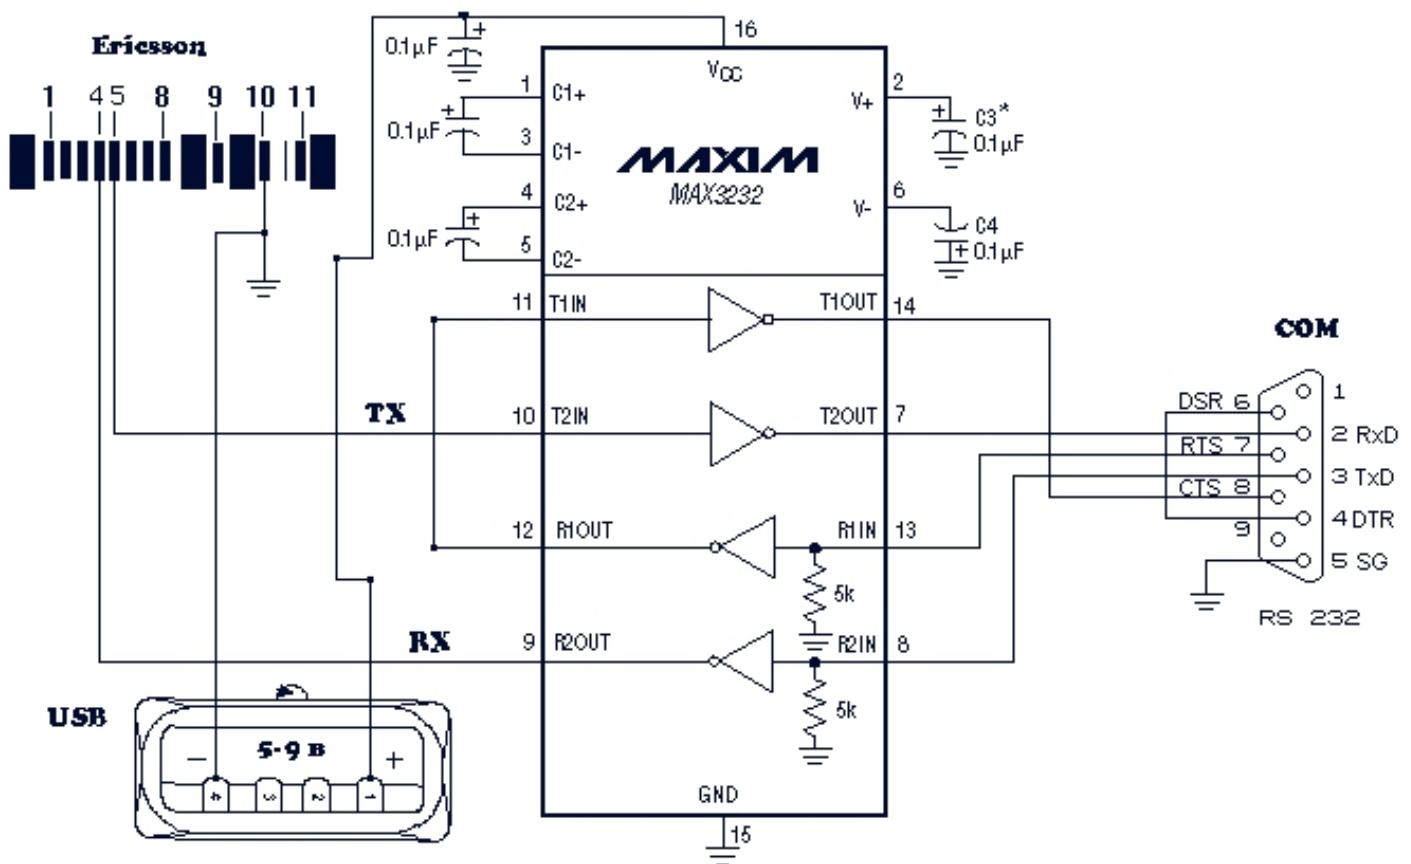 Ericsson
1 4 5 8 9 10 11
0.1µF
16
VCC
1 C1+
0.1µF
3 C1-
4 C2+
0.1µF
5 C2-
MAXIM
MAX3232
2
V+
C3*
0.1µF
6
V-
C4
0.1µF
11 T1IN T1OUT 14
TX
10 T2IN T2OUT 7
12 R1OUT R1IN 13
5k
RX
9 R2OUT R2IN 8
5k
GND
15
COM
1
DSR 6
2 RxD
RTS 7
3 TxD
CTS 8
4 DTR
9
5 SG
RS 232
USB
5-9 В
- +
4 3 2 1